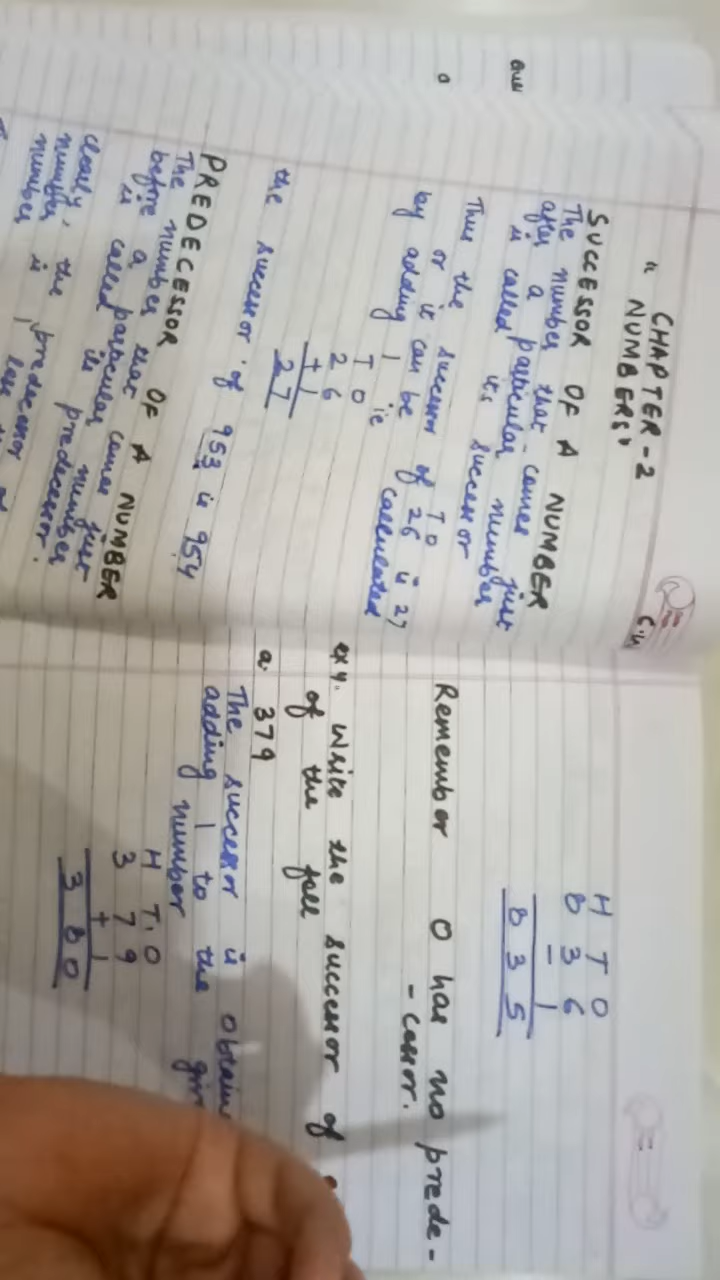 CHAPTER-2
" NUMBERS"
SUCCESSOR OF A NUMBER
The number that comes just
after a particular number
is called its successor
T O
Thus the successor of 26 is 27
or it can be calculated
by adding 1 ie
T O
2 6
+ 1
2 7
the successor of 953 is 954
PREDECESSOR OF A NUMBER
The number that comes just
before a particular number
is called its predecessor.
Clearly, the predecessor
number is 1 less
number
H T O
8 3 6
- 1
8 3 5
Remember 0 has no prede-
- cessor.
ex 4. Write the successor of
of the foll
a. 379
The successor is
adding 1 to the
number
H T O
3 7 9
+ 1
3 8 0